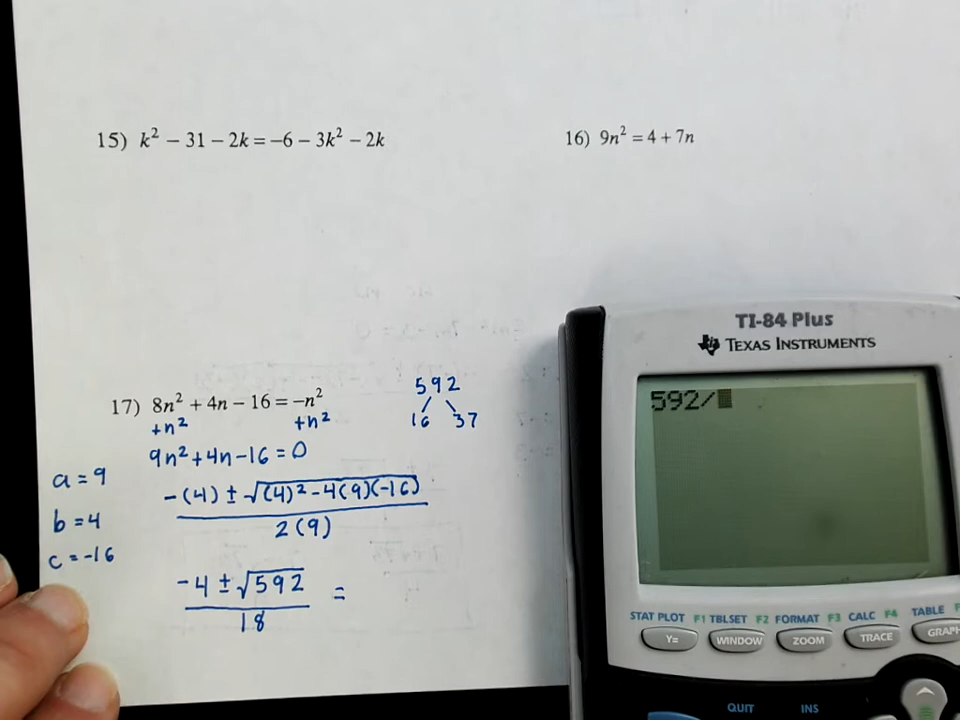 15) k² − 31 − 2k = −6 − 3k² − 2k
16) 9n² = 4 + 7n
17) 8n² + 4n − 16 = −n²
+n² +n²
9n² + 4n − 16 = 0
a = 9
b = 4
c = −16
−(4) ± √(4)² − 4(9)(−16)
2(9)
−4 ± √592 =
18
592
16 37
TI-84 Plus
TEXAS INSTRUMENTS
592/
STAT PLOT F1 TBLSET F2 FORMAT F3 CALC F4 TABLE F
Y= WINDOW ZOOM TRACE GRAPH
QUIT INS